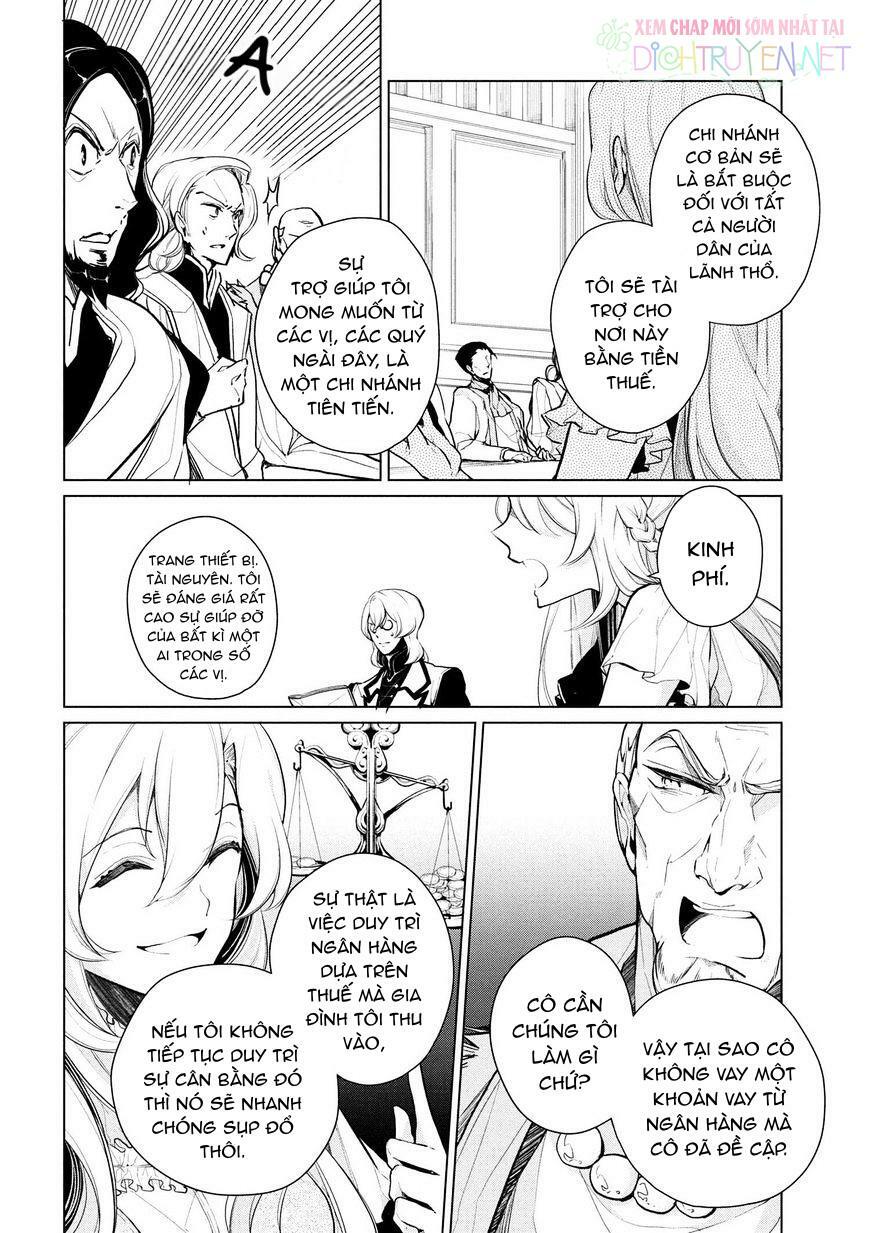 XEM CHAP MỚI SỚM NHẤT TẠI
DICHTRUYEN.NET
CHI NHÁNH
CƠ BẢN SẼ
LÀ BẮT BUỘC
ĐỐI VỚI TẤT
CẢ NGƯỜI
DÂN CỦA
LÃNH THỔ.
TÔI SẼ TÀI
TRỢ CHO
NƠI NÀY
BẰNG TIỀN
THUẾ.
A
SỰ
TRỢ GIÚP TÔI
MONG MUỐN TỪ
CÁC VỊ, CÁC QUÝ
NGÀI ĐÂY, LÀ
MỘT CHI NHÁNH
TIÊN TIẾN.
KINH
PHÍ.
TRANG THIẾT BỊ.
TÀI NGUYÊN. TÔI
SẼ ĐÁNG GIÁ RẤT
CAO SỰ GIÚP ĐỠ
CỦA BẤT KÌ MỘT
AI TRONG SỐ
CÁC VỊ.
VẬY TẠI SAO CÔ
KHÔNG VAY MỘT
KHOẢN VAY TỪ
NGÂN HÀNG MÀ
CÔ ĐÃ ĐỀ CẬP.
CÔ CẦN
CHÚNG TÔI
LÀM GÌ
CHỨ?
SỰ THẬT LÀ
VIỆC DUY TRÌ
NGÂN HÀNG
DỰA TRÊN
THUẾ MÀ GIA
ĐÌNH TÔI THU
VÀO,
NẾU TÔI KHÔNG
TIẾP TỤC DUY TRÌ
SỰ CÂN BẰNG ĐÓ
THÌ NÓ SẼ NHANH
CHÓNG SỤP ĐỔ
THÔI.